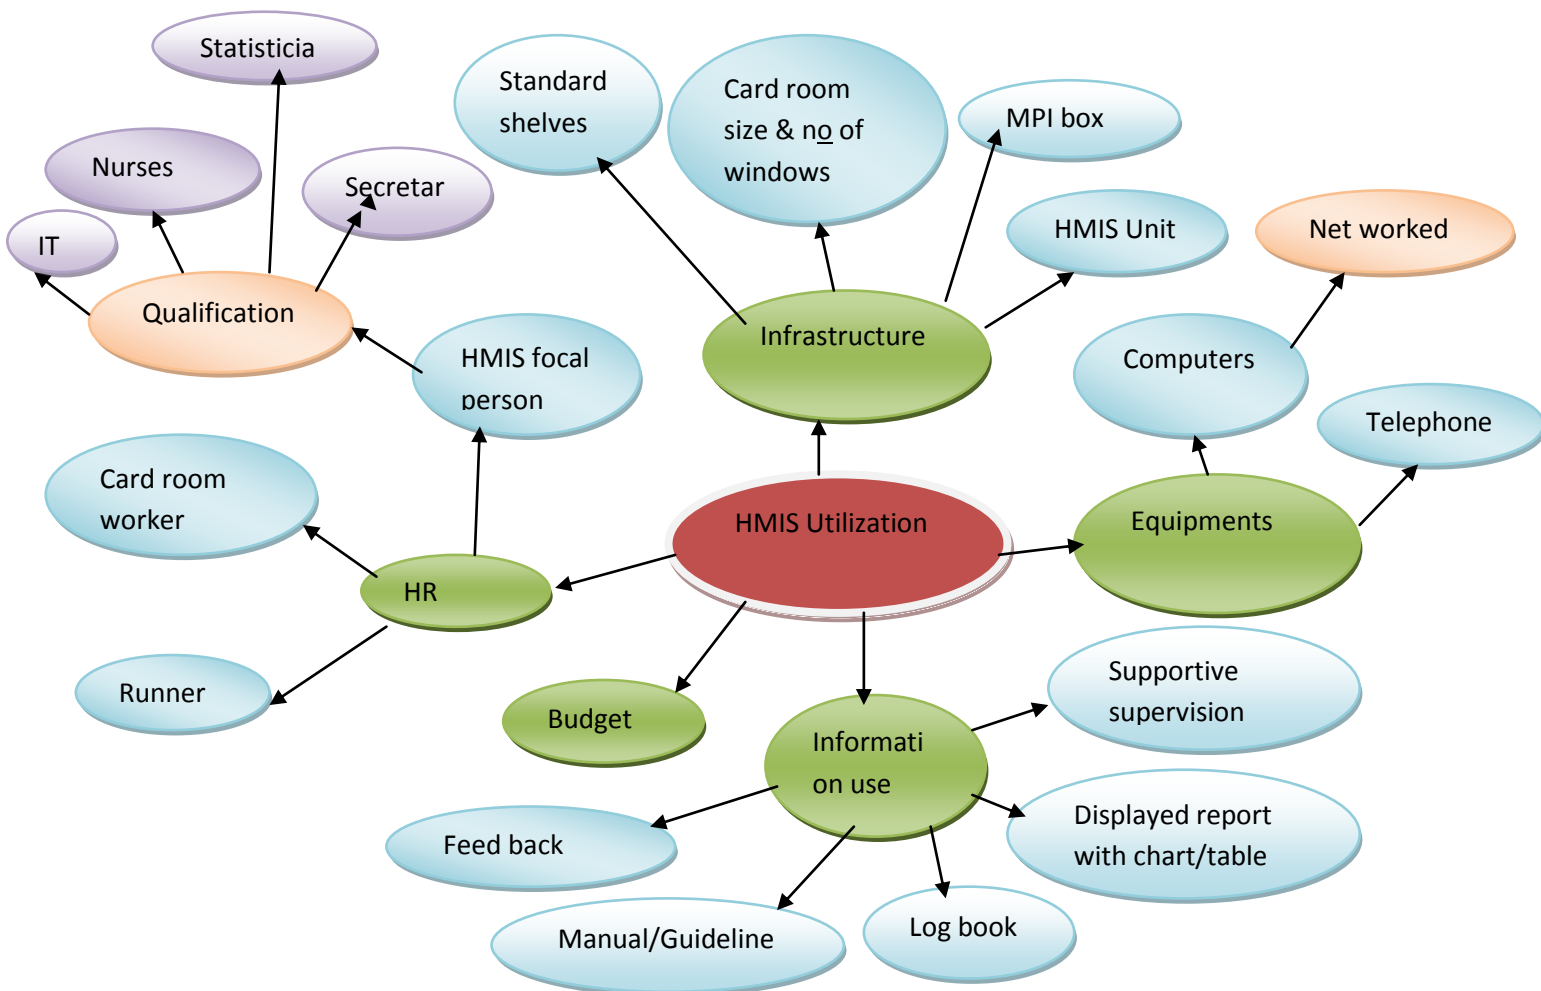 Statisticia
Nurses
Secretar
IT
Qualification
Standard
shelves
Card room
size & no of
windows
MPI box
HMIS Unit
Net worked
Infrastructure
Computers
Telephone
HMIS focal
person
Card room
worker
HMIS Utilization
Equipments
HR
Runner
Budget
Informati
on use
Supportive
supervision
Displayed report
with chart/table
Feed back
Manual/Guideline
Log book